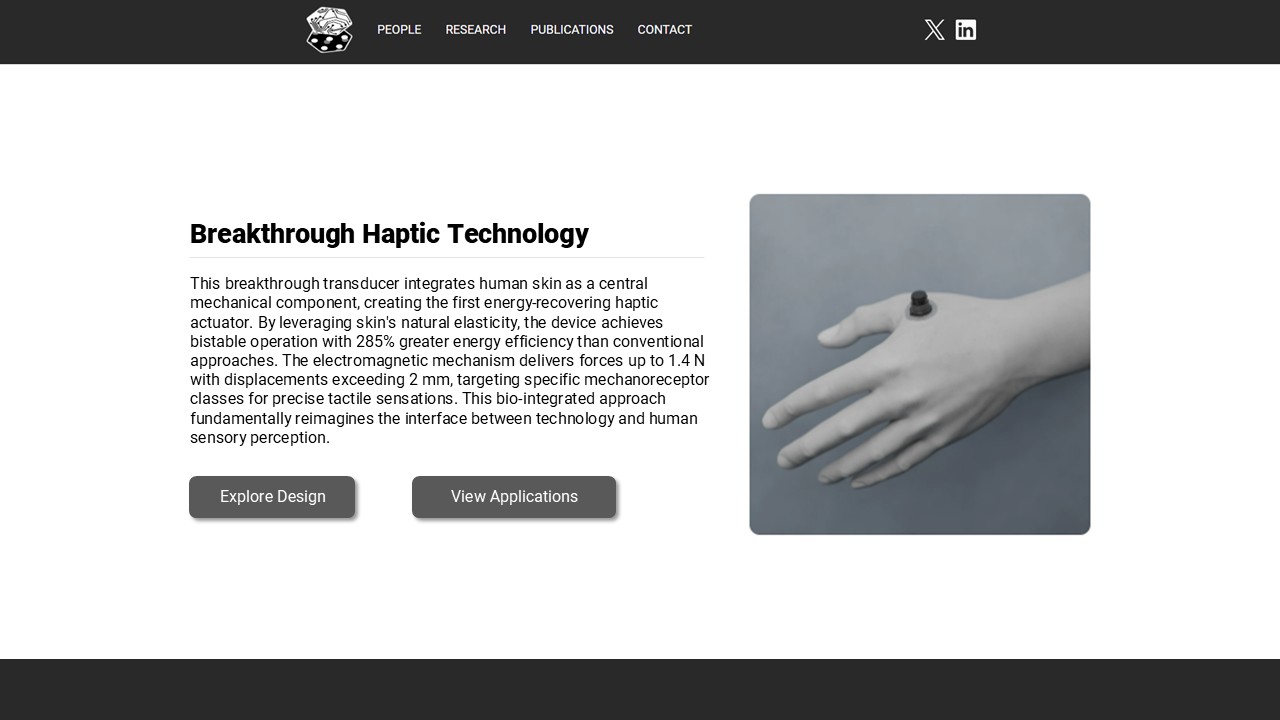 PEOPLE
RESEARCH
PUBLICATIONS
CONTACT
Breakthrough Haptic Technology
This breakthrough transducer integrates human skin as a central
mechanical component, creating the first energy-recovering haptic
actuator. By leveraging skin's natural elasticity, the device achieves
bistable operation with 285% greater energy efficiency than conventional
approaches. The electromagnetic mechanism delivers forces up to 1.4 N
with displacements exceeding 2 mm, targeting specific mechanoreceptor
classes for precise tactile sensations. This bio-integrated approach
fundamentally reimagines the interface between technology and human
sensory perception.
Explore Design
View Applications